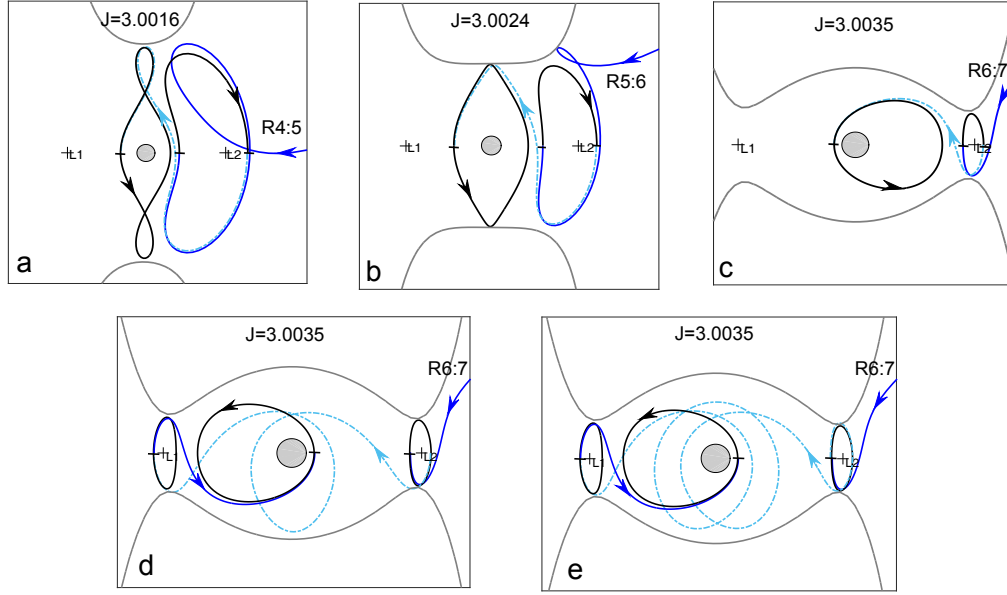 J=3.0016
R4:5
L1
L2
a
J=3.0024
R5:6
L1
L2
b
J=3.0035
R6:7
L1
L2
c
J=3.0035
R6:7
L1
L2
d
J=3.0035
R6:7
L1
L2
e